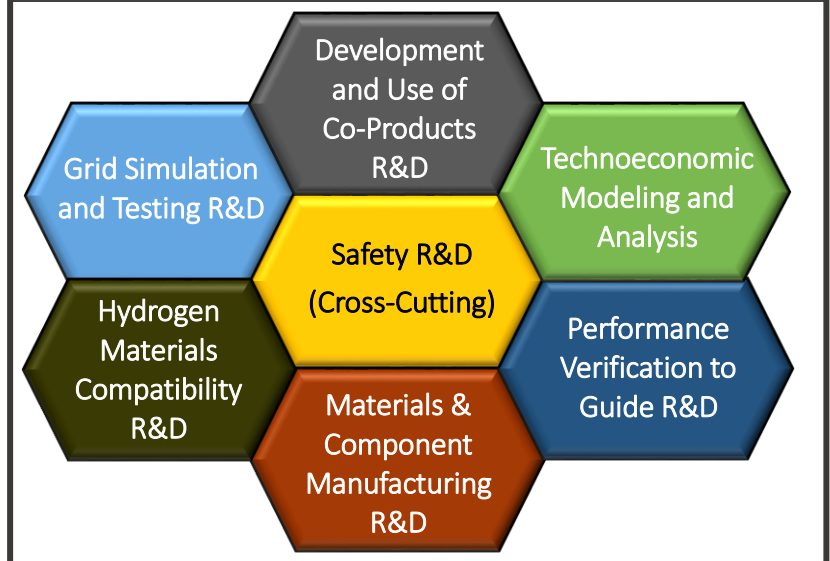 Development
and Use of
Co-Products
R&D
Grid Simulation
and Testing R&D
Technoeconomic
Modeling and
Analysis
Safety R&D
(Cross-Cutting)
Hydrogen
Materials
Compatibility
R&D
Performance
Verification to
Guide R&D
Materials &
Component
Manufacturing
R&D